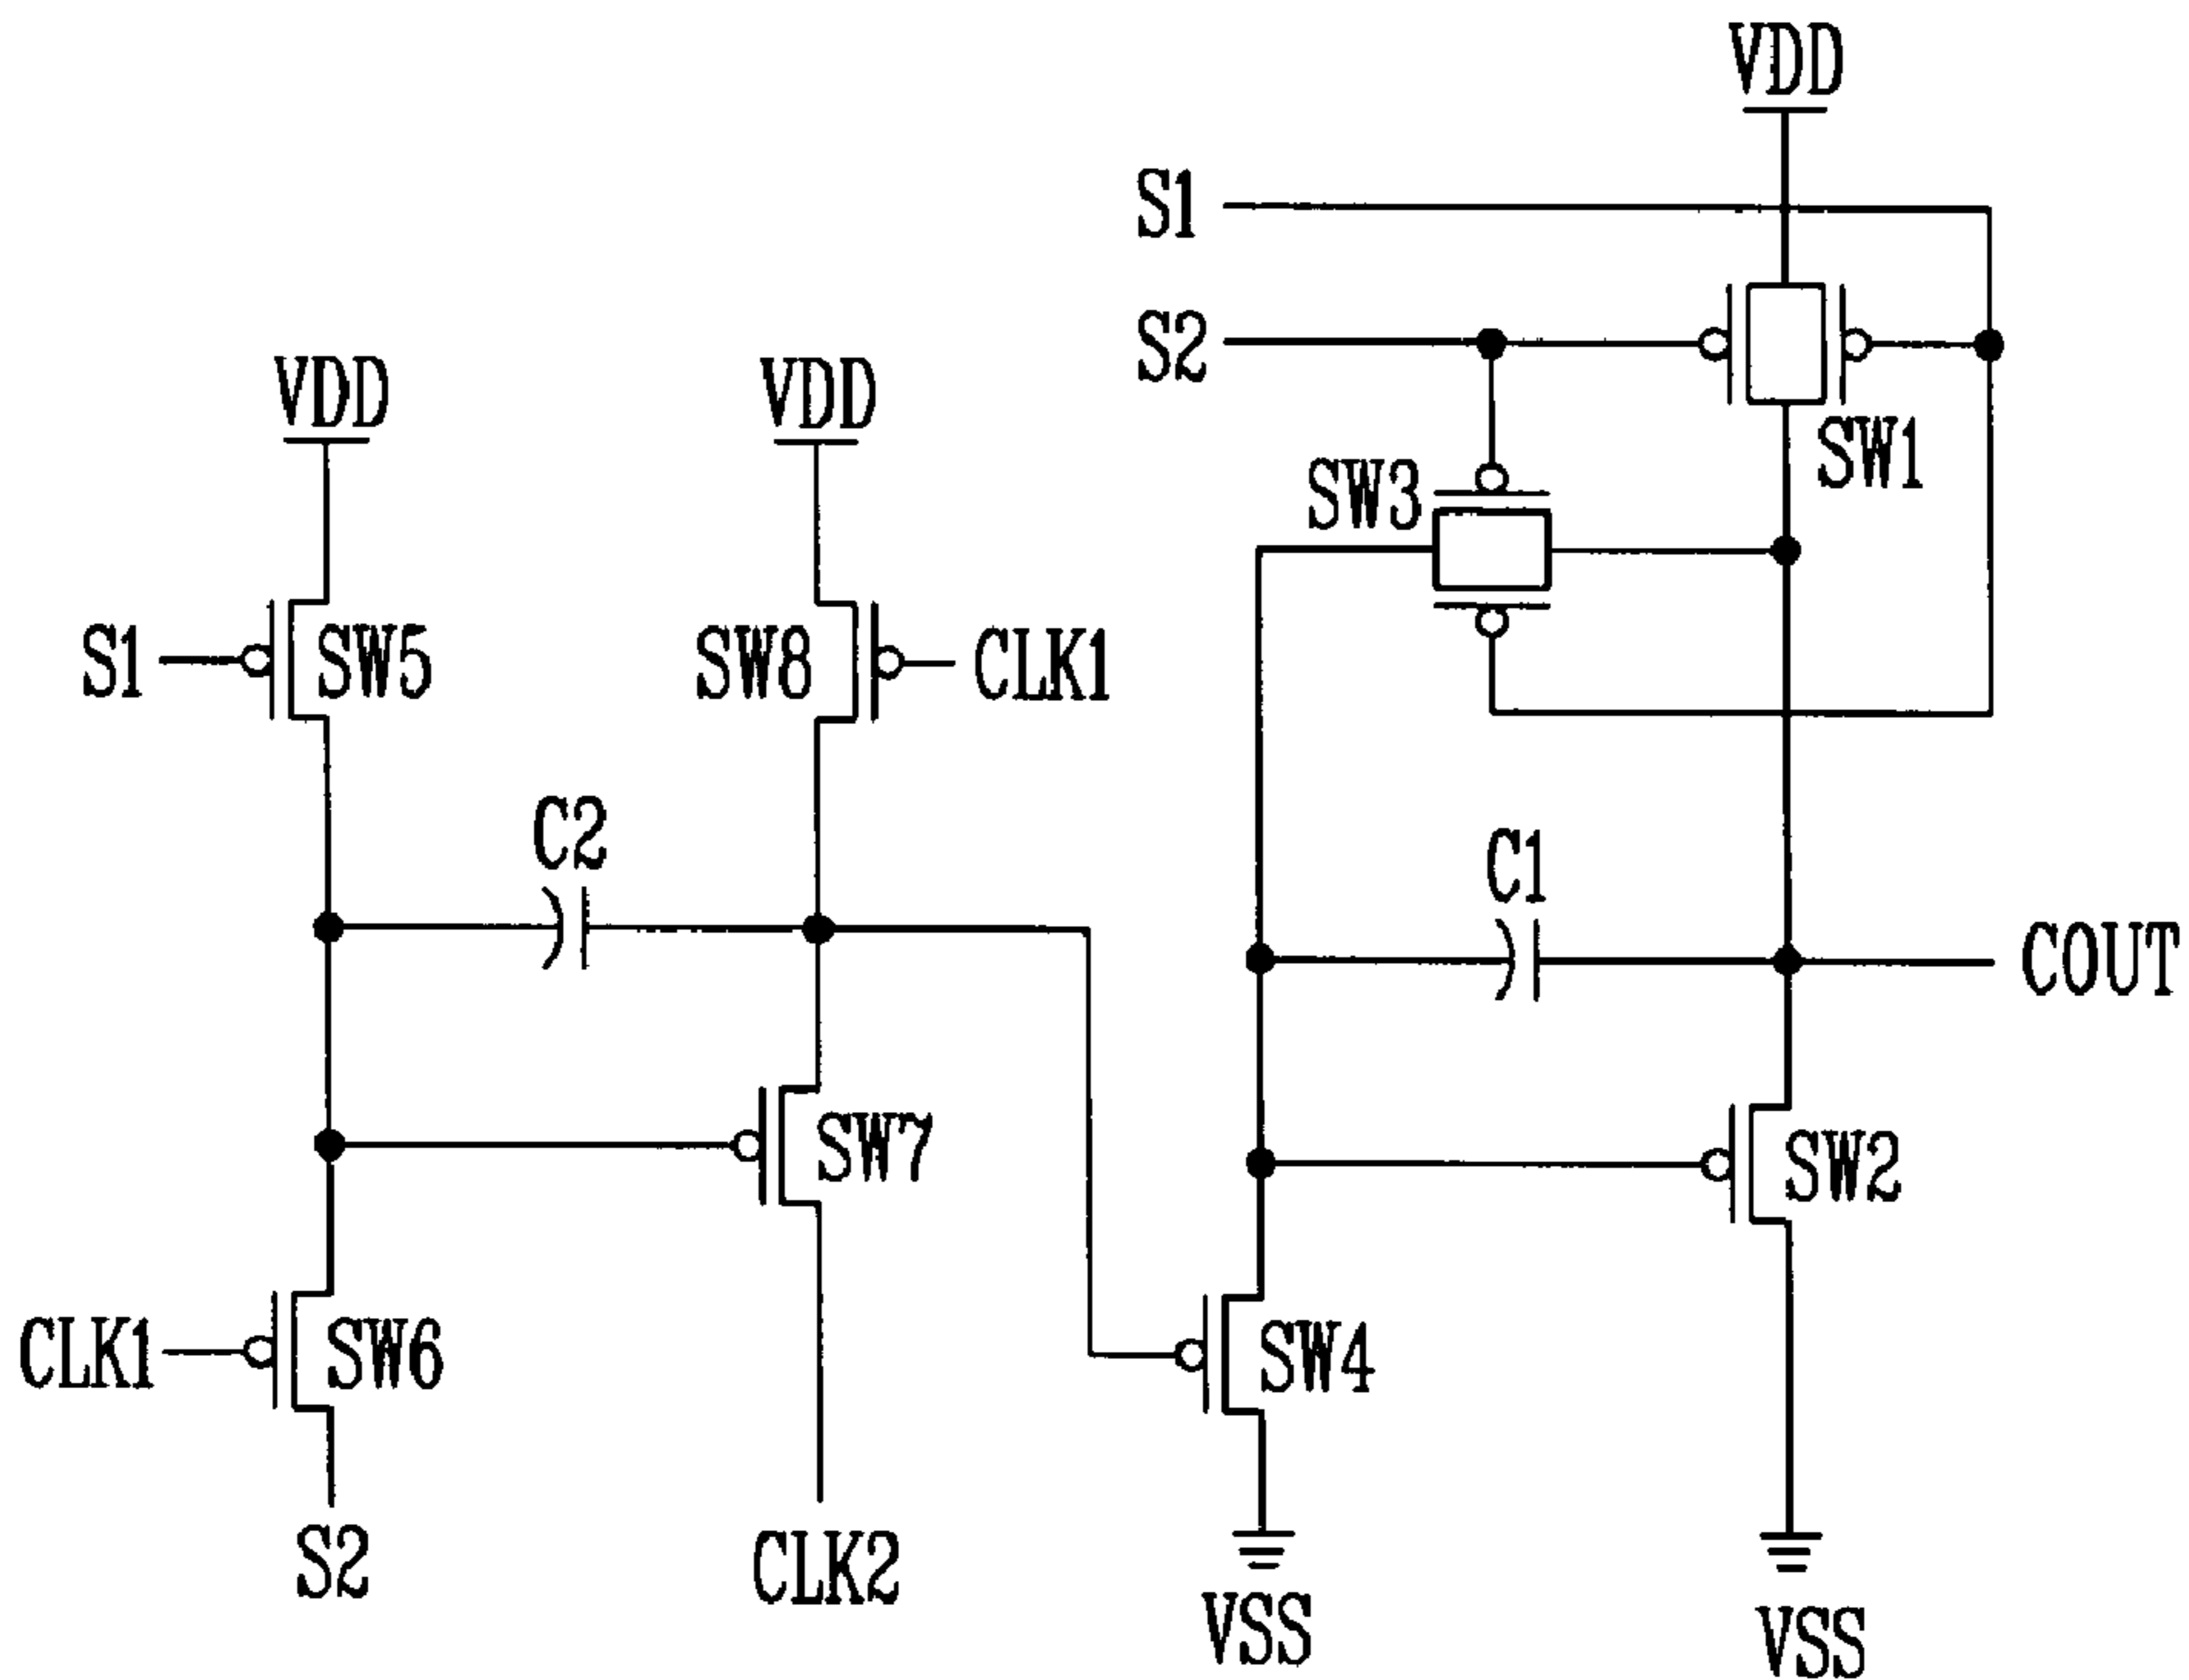 VDD
S1
S2
VDD
VDD
SW1
SW3
S1
SW5
SW8
CLK1
C2
C1
COUT
SW7
SW2
CLK1
SW6
SW4
S2
CLK2
VSS
VSS